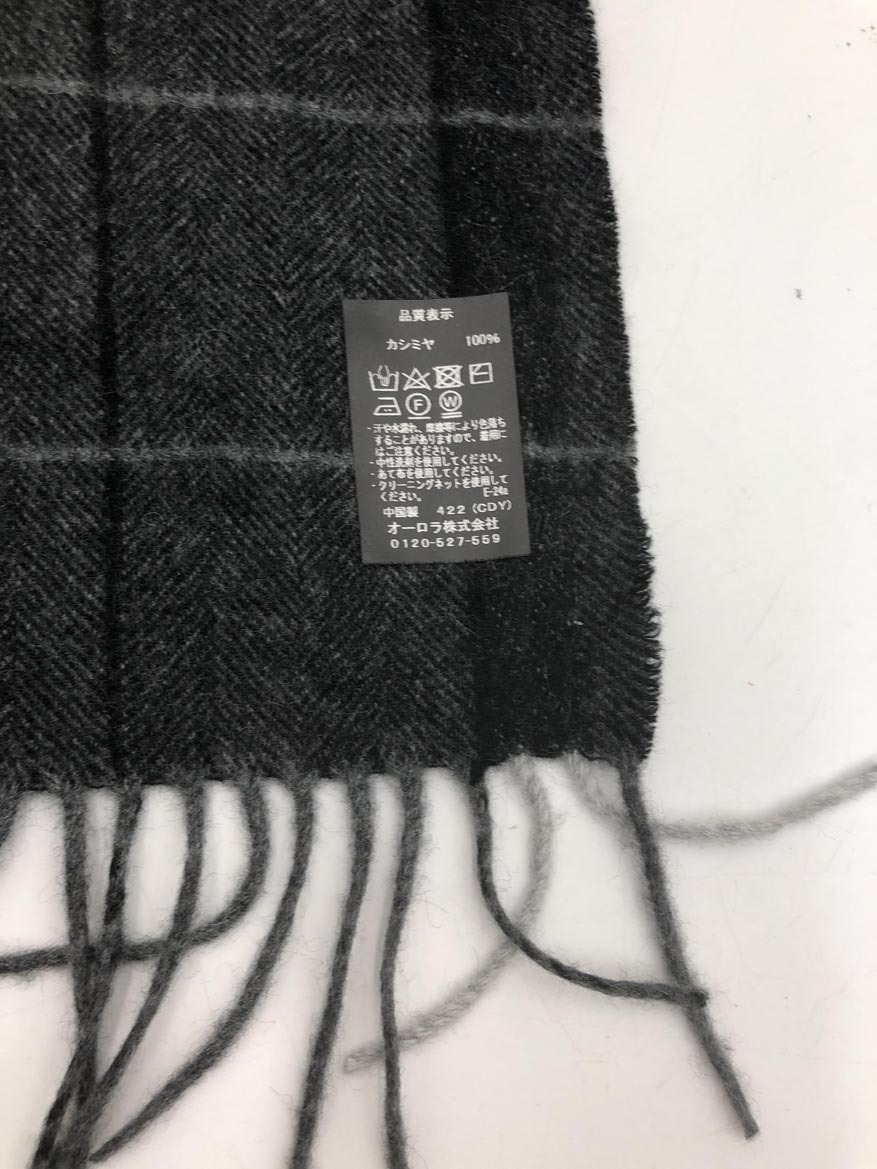 品質表示
カシミヤ 100%
F W
・汗や水濡れ、摩擦等により色落ち
することがありますので、着用に
はご注意ください。
・中性洗剤を使用してください。
・あて布を使用してください。
・クリーニングネットを使用して
ください。 E-24a
中国製 422 (CDY)
オーロラ株式会社
0120-527-559